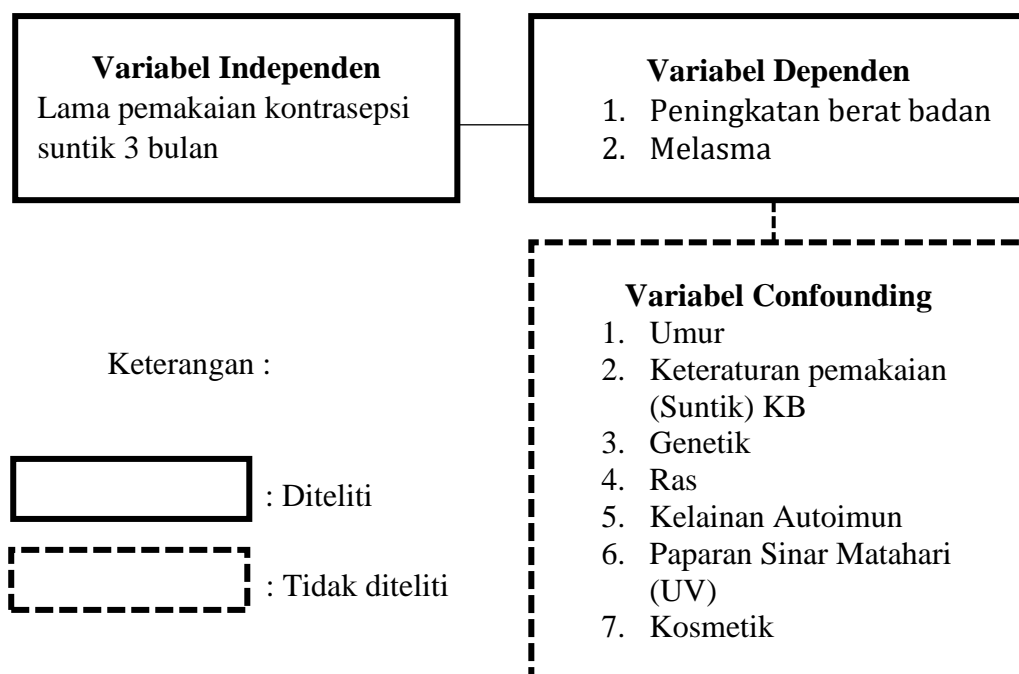 Variabel Independen
Lama pemakaian kontrasepsi
suntik 3 bulan
Variabel Dependen
1. Peningkatan berat badan
2. Melasma
Variabel Confounding
1. Umur
2. Keteraturan pemakaian
(Suntik) KB
3. Genetik
4. Ras
5. Kelainan Autoimun
6. Paparan Sinar Matahari
(UV)
7. Kosmetik
Keterangan :
: Diteliti
: Tidak diteliti